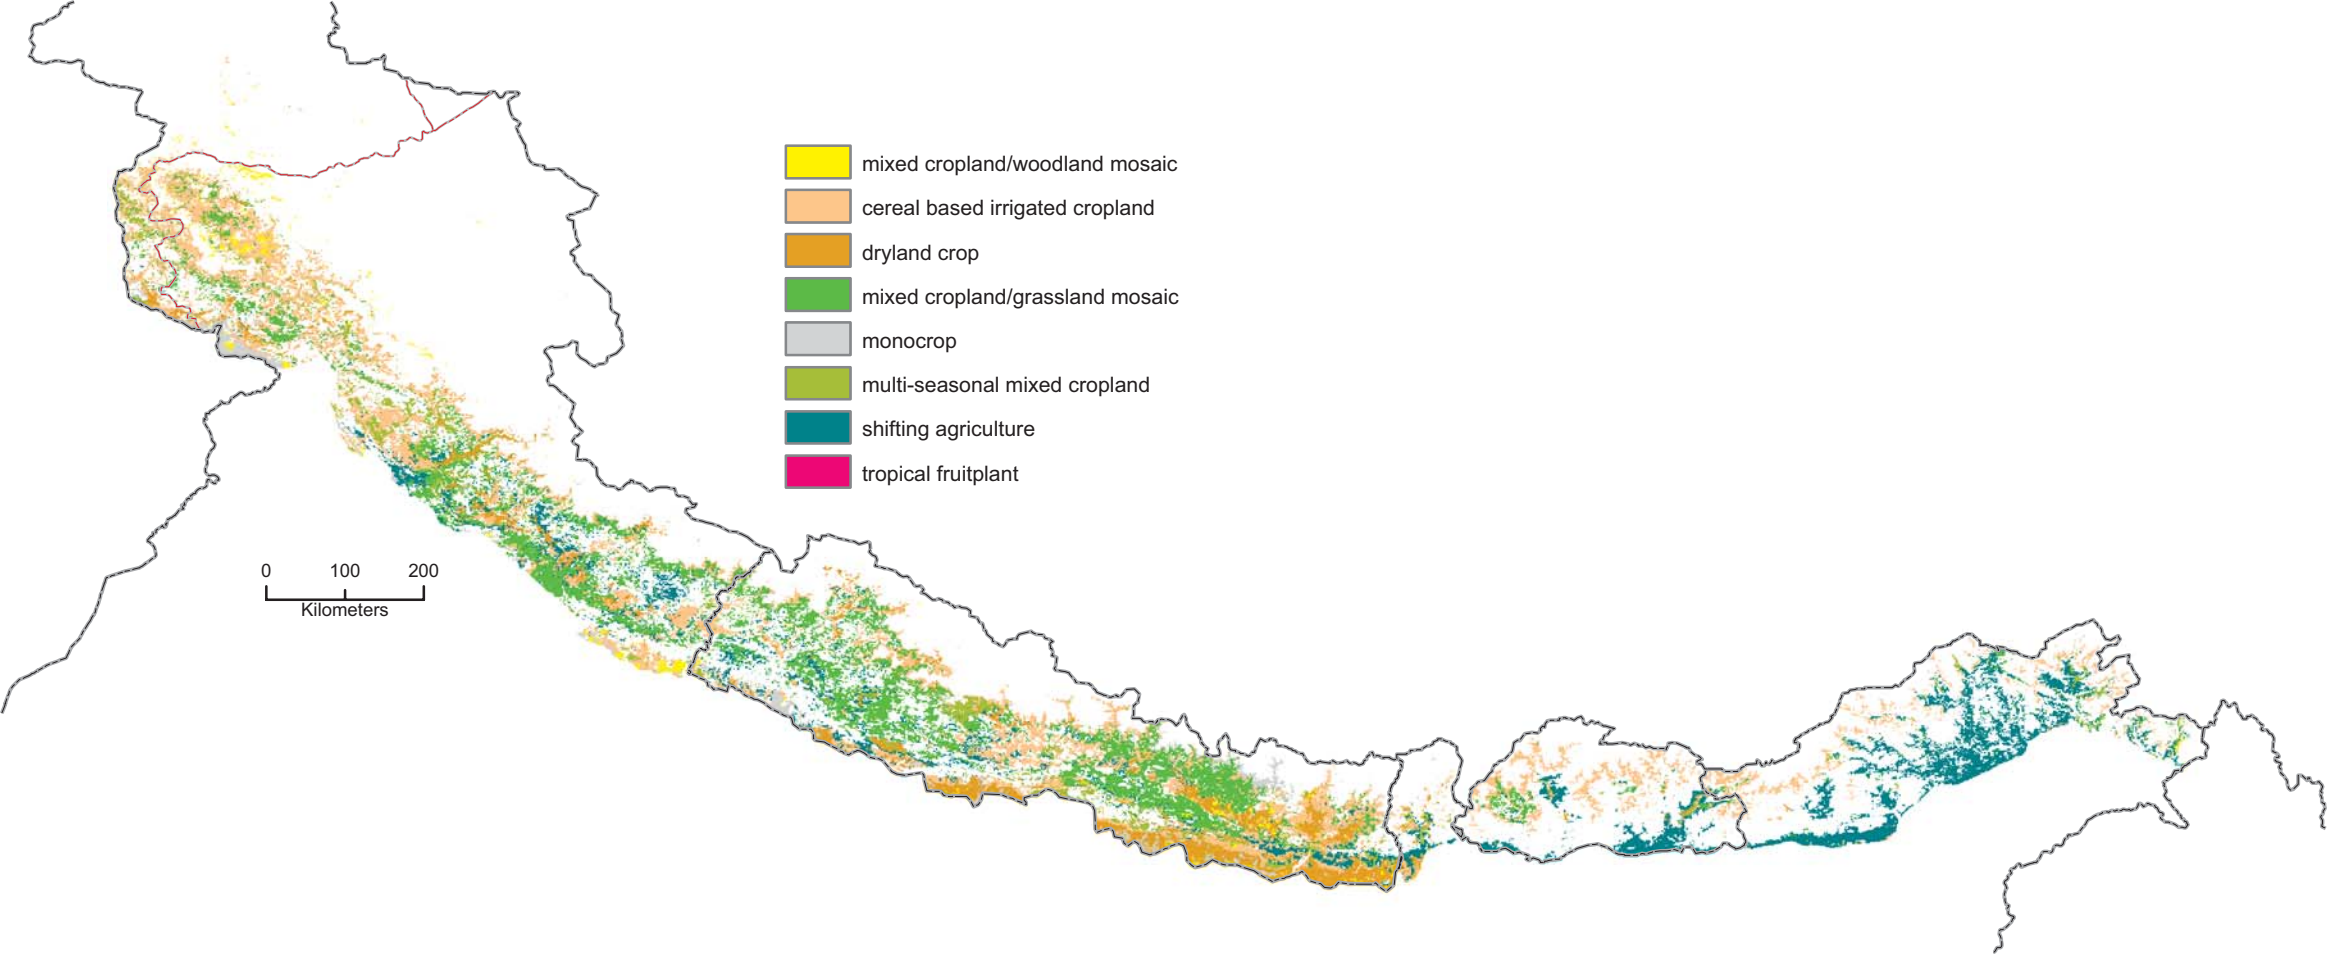 mixed cropland/woodland mosaic
cereal based irrigated cropland
dryland crop
mixed cropland/grassland mosaic
monocrop
multi-seasonal mixed cropland
shifting agriculture
tropical fruitplant
0 100 200
Kilometers